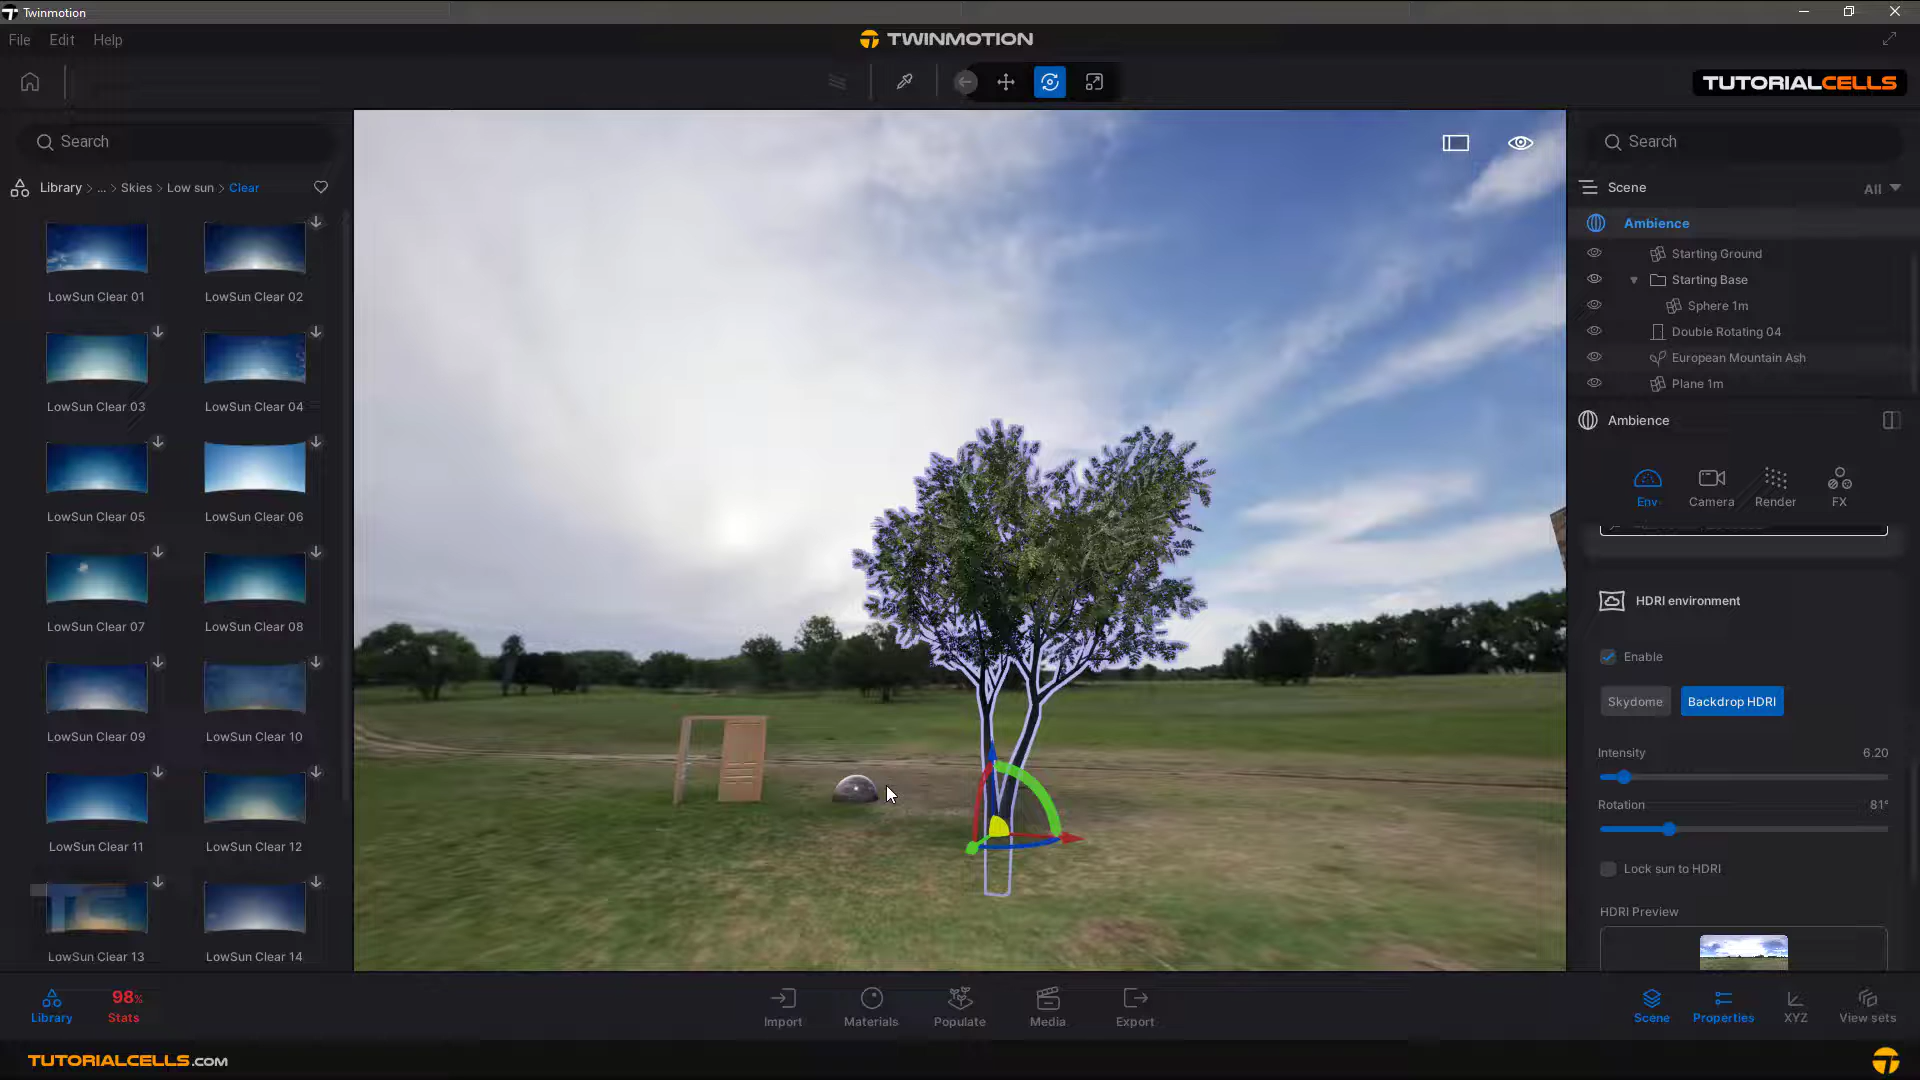 Twinmotion
File Edit Help
TWINMOTION
TUTORIALCELLS
Search
Library > ... > Skies > Low sun > Clear
LowSun Clear 01
LowSun Clear 02
LowSun Clear 03
LowSun Clear 04
LowSun Clear 05
LowSun Clear 06
LowSun Clear 07
LowSun Clear 08
LowSun Clear 09
LowSun Clear 10
LowSun Clear 11
LowSun Clear 12
LowSun Clear 13
LowSun Clear 14
Search
Scene All
Ambience
Starting Ground
Starting Base
Sphere 1m
Double Rotating 04
European Mountain Ash
Plane 1m
Ambience
Env Camera Render FX
HDRI environment
Enable
Skydome Backdrop HDRI
Intensity 6.20
Rotation 81°
Lock sun to HDRI
HDRI Preview
98%
Library Stats
Import Materials Populate Media Export
Scene Properties XYZ View sets
TUTORIALCELLS.COM